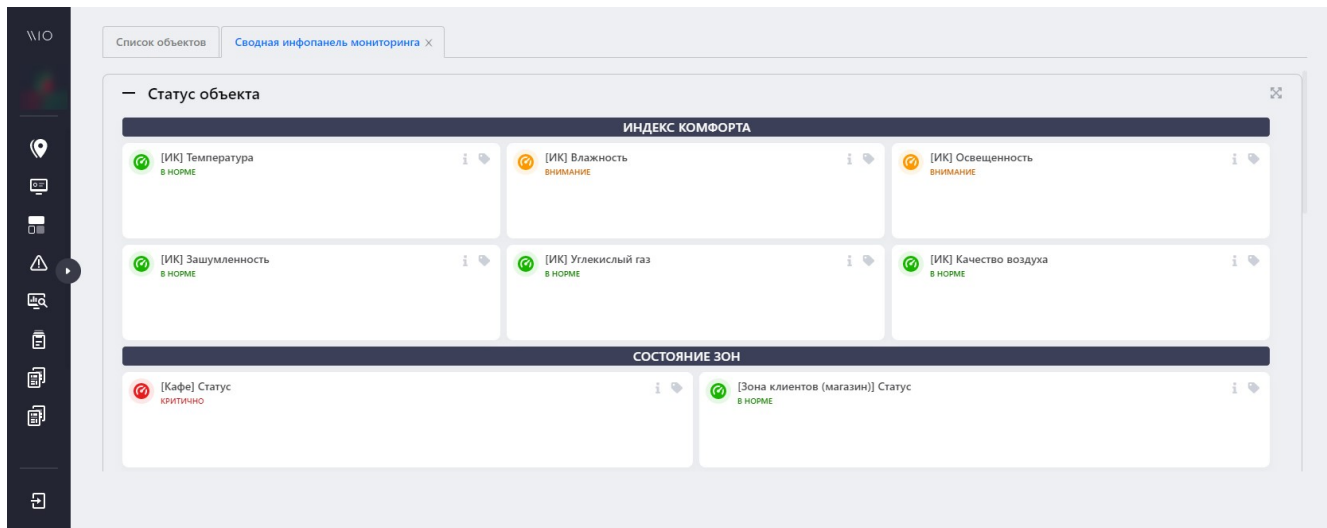 WIO
Список объектов
Сводная инфопанель мониторинга
Статус объекта
ИНДЕКС КОМФОРТА
[ИК] Температура
В НОРМЕ
[ИК] Влажность
ВНИМАНИЕ
[ИК] Освещенность
ВНИМАНИЕ
[ИК] Зашумленность
В НОРМЕ
[ИК] Углекислый газ
В НОРМЕ
[ИК] Качество воздуха
В НОРМЕ
СОСТОЯНИЕ ЗОН
[Кафе] Статус
КРИТИЧНО
[Зона клиентов (магазин)] Статус
В НОРМЕ